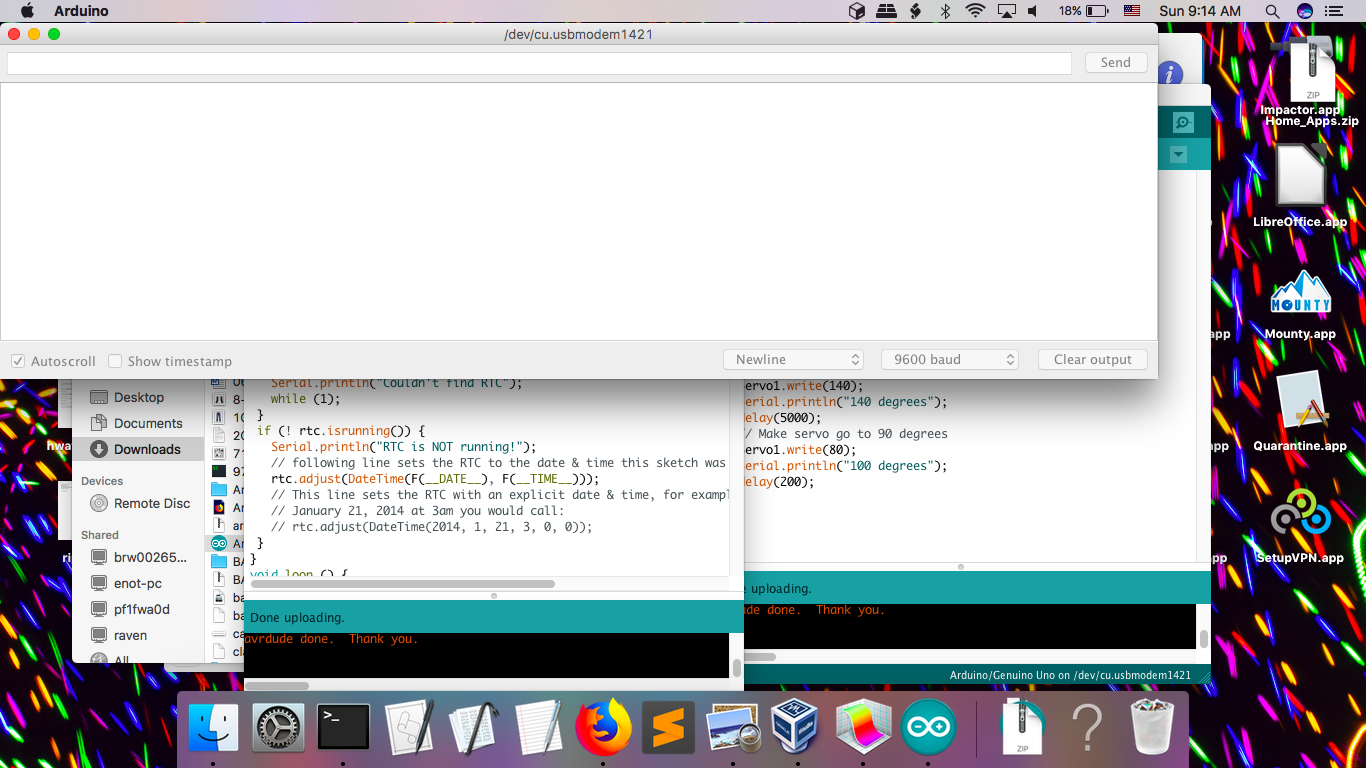 Arduino
18%
Sun 9:14 AM
/dev/cu.usbmodem1421
Send
Autoscroll
Show timestamp
Newline
9600 baud
Clear output
ZIP
Impactor.app
Home_Apps.zip
LibreOffice.app
MOUNTY
Mounty.app
Quarantine.app
SetupVPN.app
Desktop
Documents
Downloads
Devices
Remote Disc
Shared
brw00265...
enot-pc
pf1fwa0d
raven
All
Serial.println("Couldn't find RTC");
while (1);
}
if (! rtc.isrunning()) {
Serial.println("RTC is NOT running!");
// following line sets the RTC to the date & time this sketch was
rtc.adjust(DateTime(F(__DATE__), F(__TIME__)));
// This line sets the RTC with an explicit date & time, for exampl
// January 21, 2014 at 3am you would call:
// rtc.adjust(DateTime(2014, 1, 21, 3, 0, 0));
}
}
void loop () {
Done uploading.
avrdude done.  Thank you.
ervo1.write(140);
erial.println("140 degrees");
elay(5000);
/ Make servo go to 90 degrees
ervo1.write(80);
erial.println("100 degrees");
elay(200);
e uploading.
de done.  Thank you.
Arduino/Genuino Uno on /dev/cu.usbmodem1421
ZIP